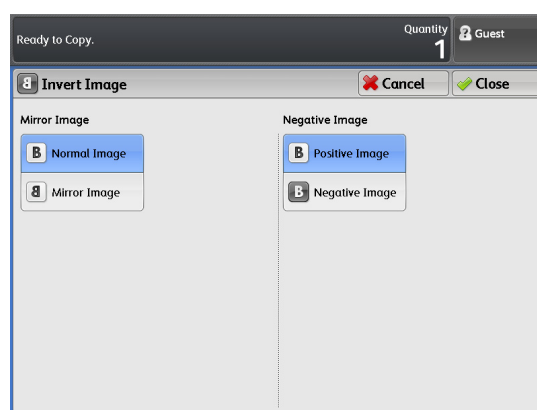 Ready to Copy.
Quantity
1
Guest
Invert Image
Cancel
Close
Mirror Image
Negative Image
B Normal Image
B Positive Image
Mirror Image
B Negative Image